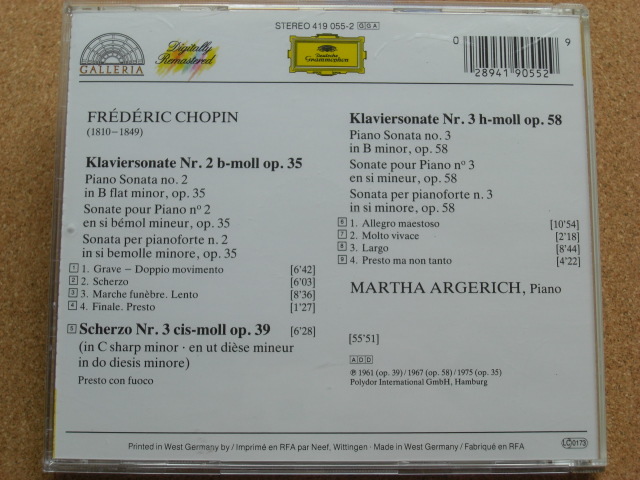 STEREO 419 055-2 GGA
GALLERIA
Digitally
Remastered
Deutsche
Grammophon
0 28941 90552 9
FRÉDÉRIC CHOPIN
(1810–1849)
Klaviersonate Nr. 2 b-moll op. 35
Piano Sonata no. 2
in B flat minor, op. 35
Sonate pour Piano nº 2
en si bémol mineur, op. 35
Sonata per pianoforte n. 2
in si bemolle minore, op. 35
1 1. Grave – Doppio movimento [6'42]
2 2. Scherzo [6'03]
3 3. Marche funèbre. Lento [8'36]
4 4. Finale. Presto [1'27]
5 Scherzo Nr. 3 cis-moll op. 39 [6'28]
(in C sharp minor · en ut dièse mineur
in do diesis minore)
Presto con fuoco
Klaviersonate Nr. 3 h-moll op. 58
Piano Sonata no. 3
in B minor, op. 58
Sonate pour Piano nº 3
en si mineur, op. 58
Sonata per pianoforte n. 3
in si minore, op. 58
6 1. Allegro maestoso [10'54]
7 2. Molto vivace [2'18]
8 3. Largo [8'44]
9 4. Presto ma non tanto [4'22]
MARTHA ARGERICH, Piano
[55'51]
ADD
℗ 1961 (op. 39) / 1967 (op. 58) / 1975 (op. 35)
Polydor International GmbH, Hamburg
Printed in West Germany by / Imprimé en RFA par Neef, Wittingen · Made in West Germany / Fabriqué en RFA
LC 0173